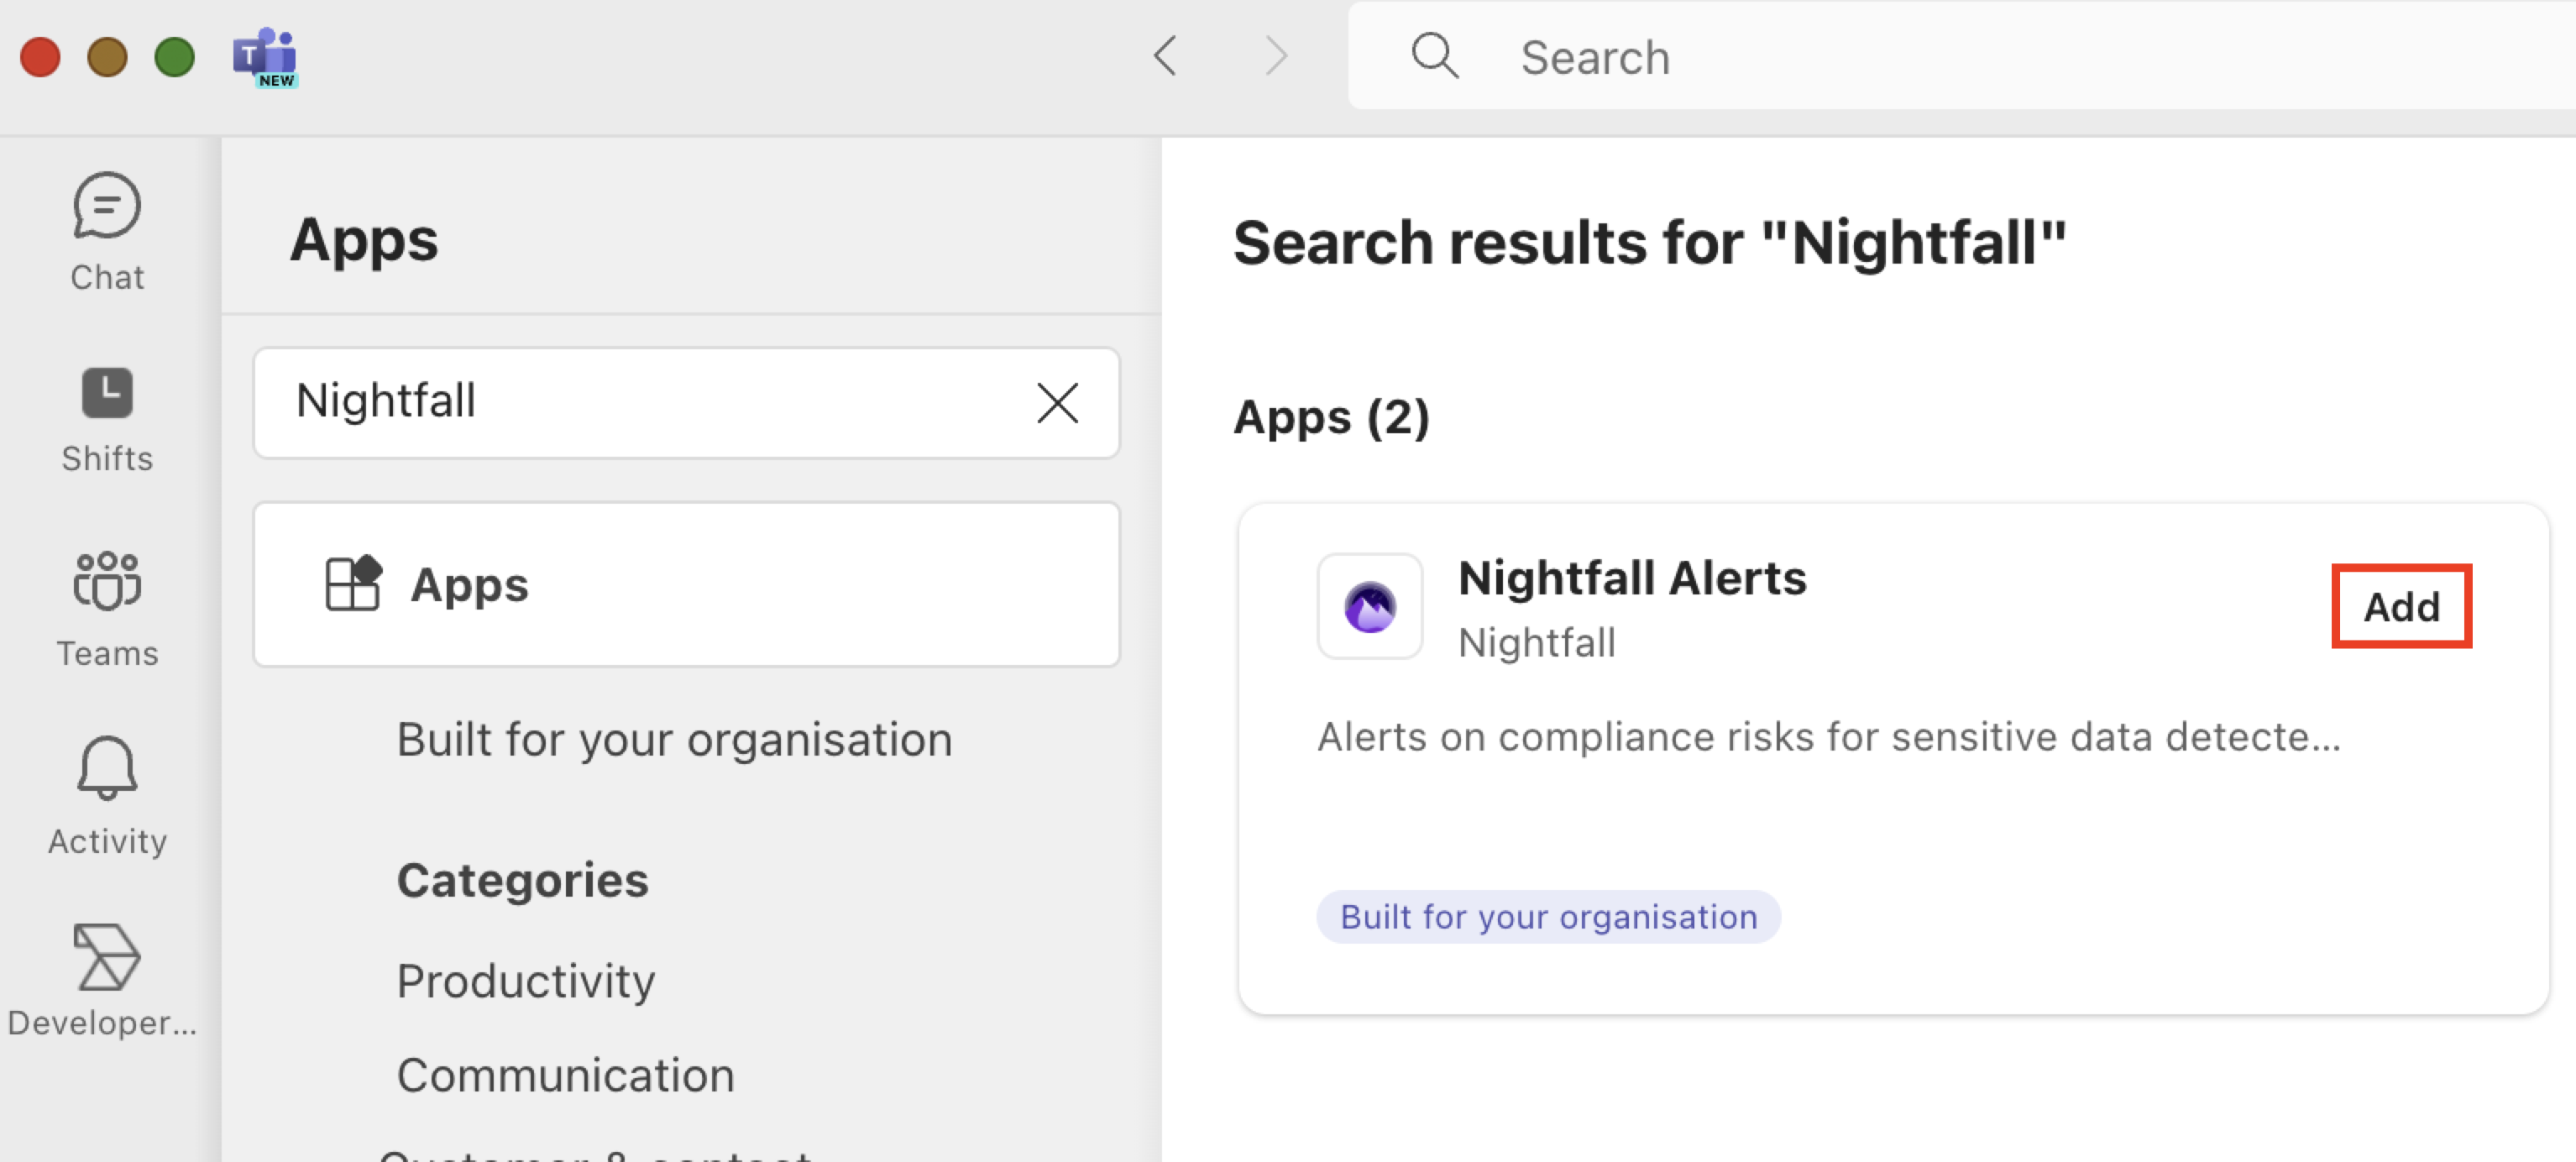 T
NEW
Search
Chat
Shifts
Teams
Activity
Developer...
Apps
Nightfall
Apps
Built for your organisation
Categories
Productivity
Communication
Customer & contact
Search results for "Nightfall"
Apps (2)
Nightfall Alerts
Nightfall
Add
Alerts on compliance risks for sensitive data detecte...
Built for your organisation